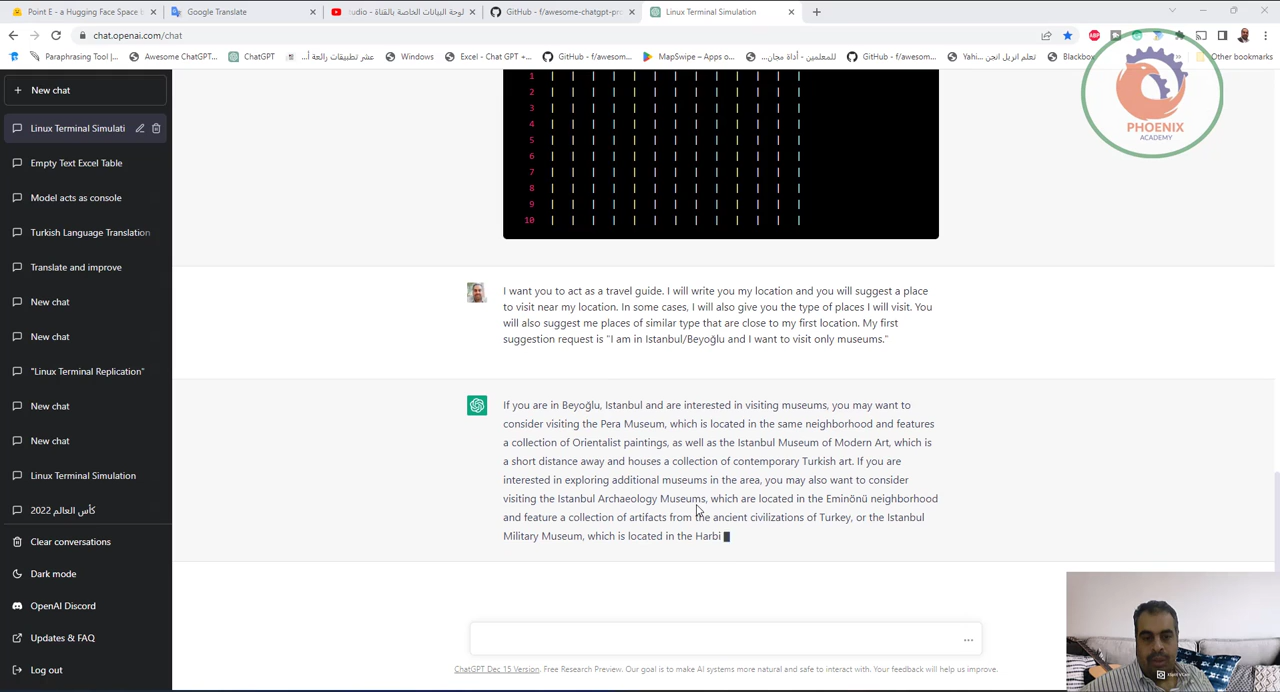 Point E - a Hugging Face Space b
Google Translate
لوحة البيانات الخاصة بالقناة - udio
GitHub - f/awesome-chatgpt-pro
Linux Terminal Simulation
chat.openai.com/chat
Paraphrasing Tool |...
Awesome ChatGPT...
ChatGPT
عشر تطبيقات رائعة أ...
Windows
Excel - Chat GPT +...
GitHub - f/awesom...
MapSwipe – Apps o...
للمعلمين - أداة مجان...
GitHub - f/awesom...
تعلم اتريل انجن - Yahi...
Blackbox
Other bookmarks
New chat
Linux Terminal Simulati
Empty Text Excel Table
Model acts as console
Turkish Language Translation
Translate and improve
New chat
New chat
"Linux Terminal Replication"
New chat
New chat
Linux Terminal Simulation
كأس العالم 2022
Clear conversations
Dark mode
OpenAI Discord
Updates & FAQ
Log out
1 | | | | | | | | | | | | |
2 | | | | | | | | | | | | |
3 | | | | | | | | | | | | |
4 | | | | | | | | | | | | |
5 | | | | | | | | | | | | |
6 | | | | | | | | | | | | |
7 | | | | | | | | | | | | |
8 | | | | | | | | | | | | |
9 | | | | | | | | | | | | |
10 | | | | | | | | | | | | |
PHOENIX
ACADEMY
I want you to act as a travel guide. I will write you my location and you will suggest a place
to visit near my location. In some cases, I will also give you the type of places I will visit. You
will also suggest me places of similar type that are close to my first location. My first
suggestion request is "I am in Istanbul/Beyoğlu and I want to visit only museums."
If you are in Beyoğlu, Istanbul and are interested in visiting museums, you may want to
consider visiting the Pera Museum, which is located in the same neighborhood and features
a collection of Orientalist paintings, as well as the Istanbul Museum of Modern Art, which is
a short distance away and houses a collection of contemporary Turkish art. If you are
interested in exploring additional museums in the area, you may also want to consider
visiting the Istanbul Archaeology Museums, which are located in the Eminönü neighborhood
and feature a collection of artifacts from the ancient civilizations of Turkey, or the Istanbul
Military Museum, which is located in the Harbi
ChatGPT Dec 15 Version. Free Research Preview. Our goal is to make AI systems more natural and safe to interact with. Your feedback will help us improve.